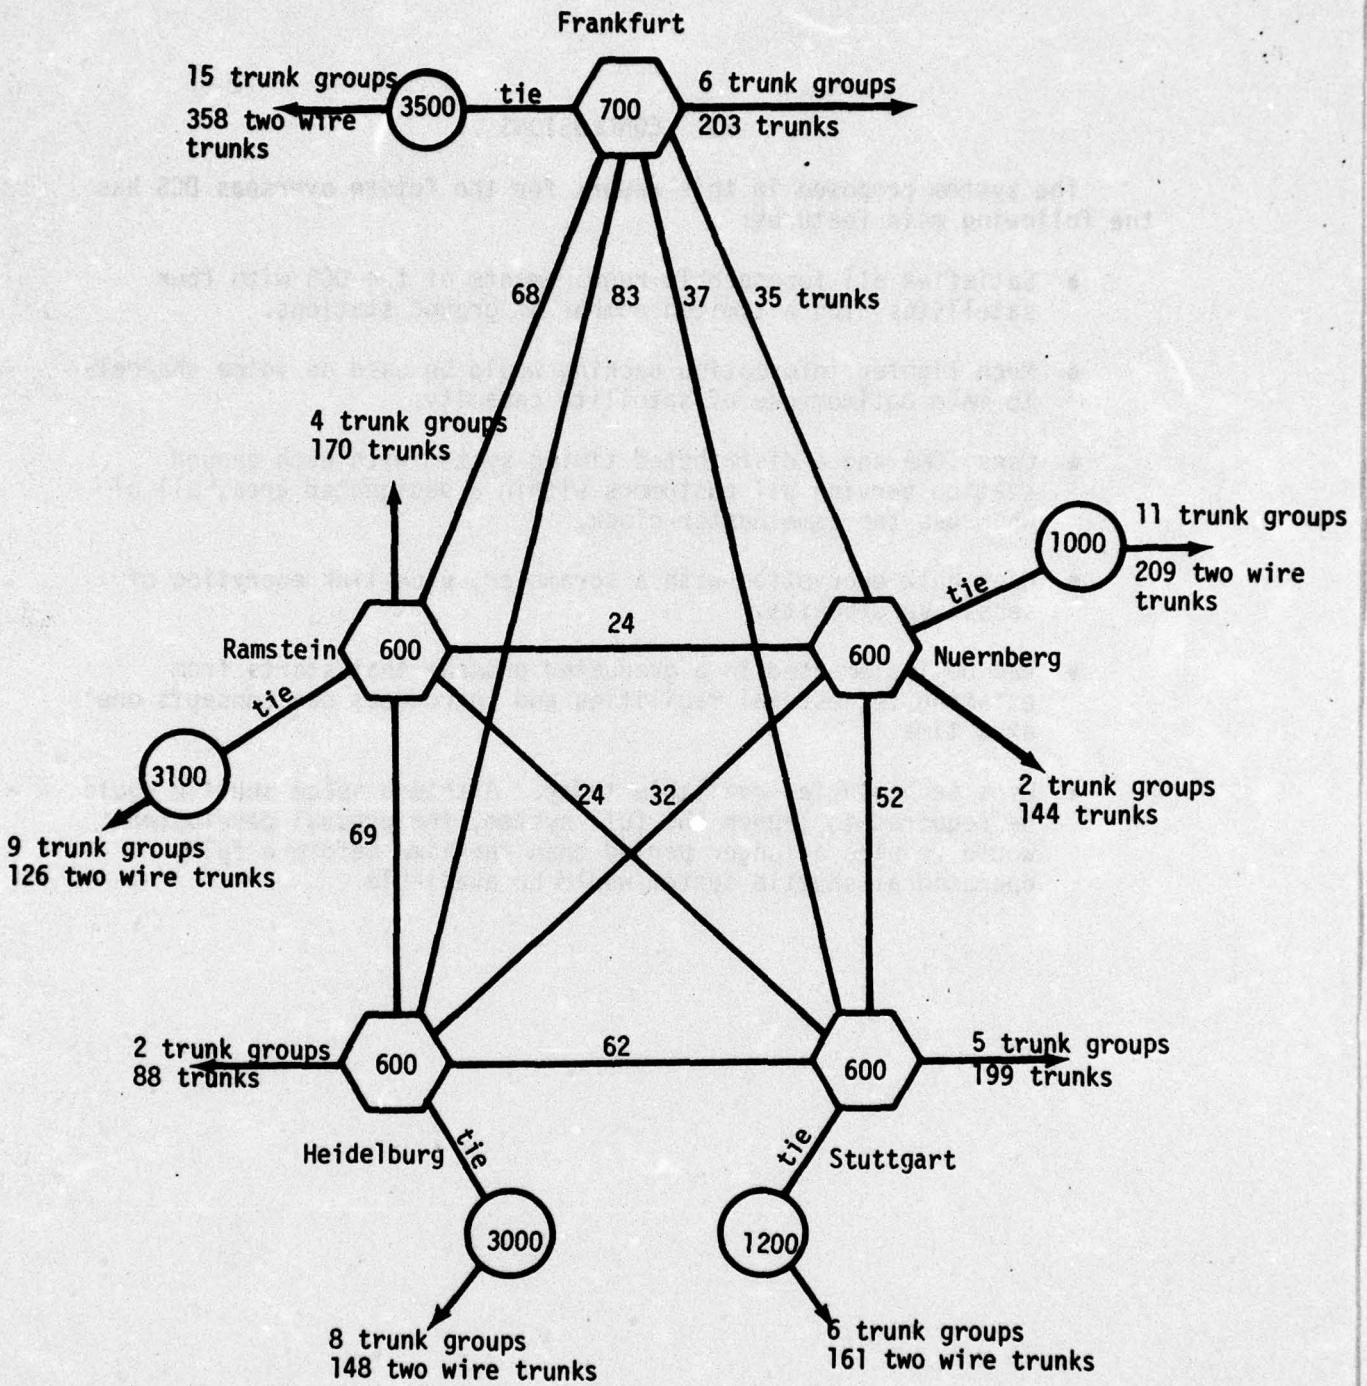 Frankfurt
15 trunk groups
358 two wire
trunks
3500
tie
700
6 trunk groups
203 trunks
68
83
37
35 trunks
4 trunk groups
170 trunks
11 trunk groups
1000
209 two wire
trunks
tie
24
Ramstein
600
600
Nuernberg
tie
3100
9 trunk groups
126 two wire trunks
69
24
32
52
2 trunk groups
144 trunks
2 trunk groups
88 trunks
600
62
600
5 trunk groups
199 trunks
Heidelburg
tie
tie
Stuttgart
3000
1200
8 trunk groups
148 two wire trunks
6 trunk groups
161 two wire trunks